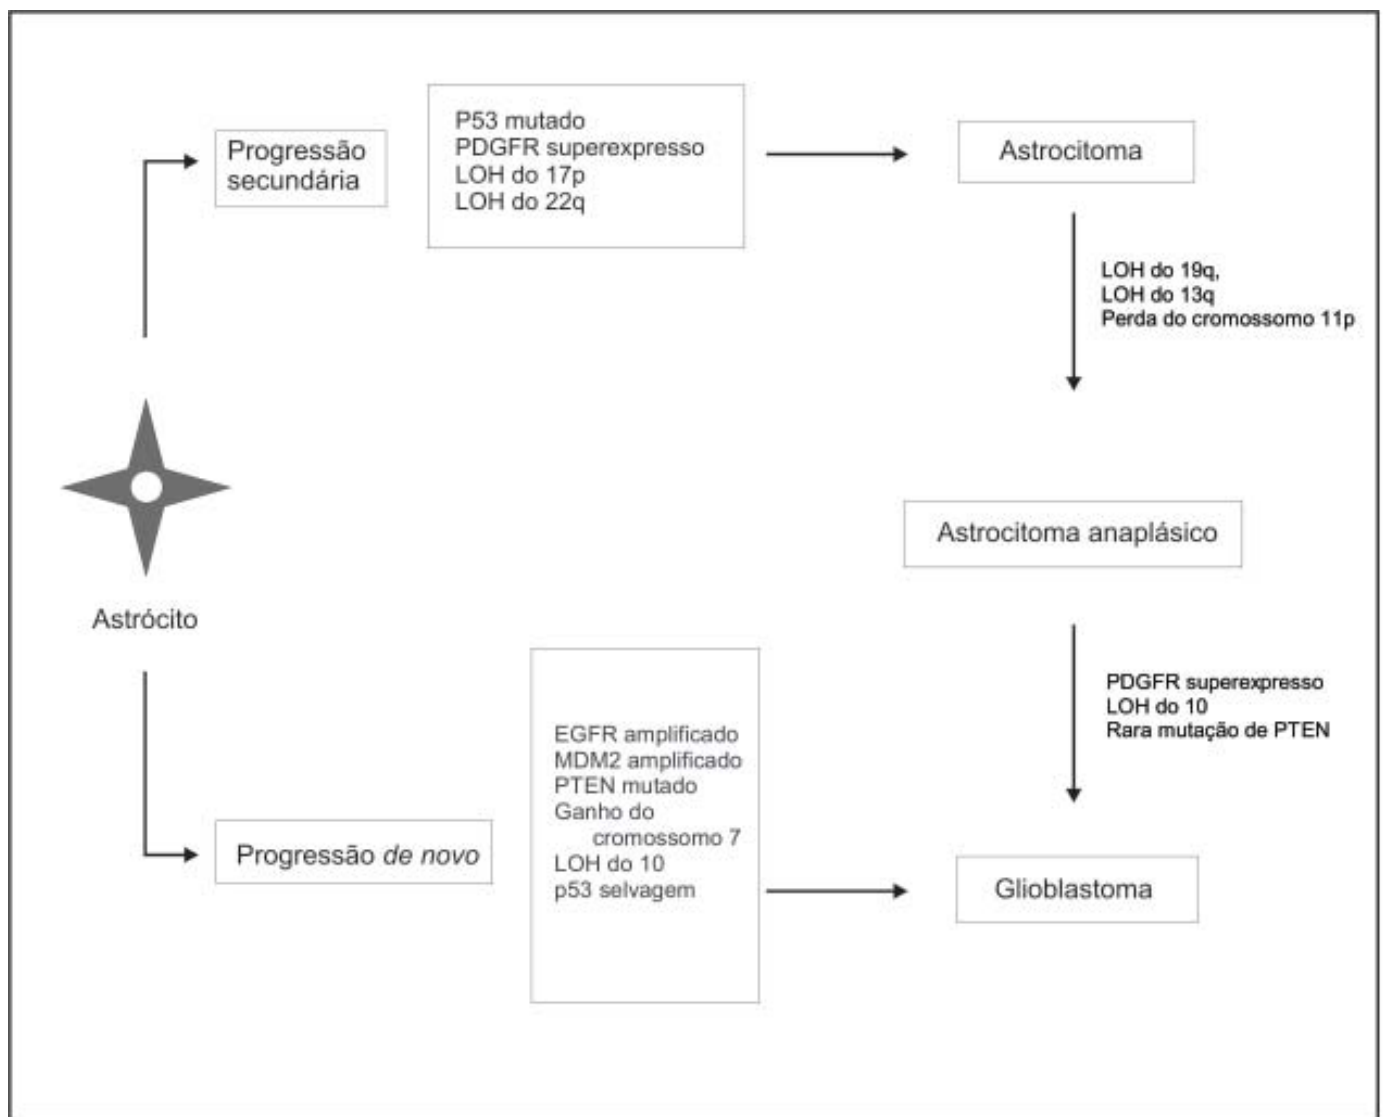 Progressão
secundária
P53 mutado
PDGFR superexpresso
LOH do 17p
LOH do 22q
Astrocitoma
LOH do 19q,
LOH do 13q
Perda do cromossomo 11p
Astrocitoma anaplásico
Astrócito
PDGFR superexpresso
LOH do 10
Rara mutação de PTEN
Progressão de novo
EGFR amplificado
MDM2 amplificado
PTEN mutado
Ganho do
cromossomo 7
LOH do 10
p53 selvagem
Glioblastoma